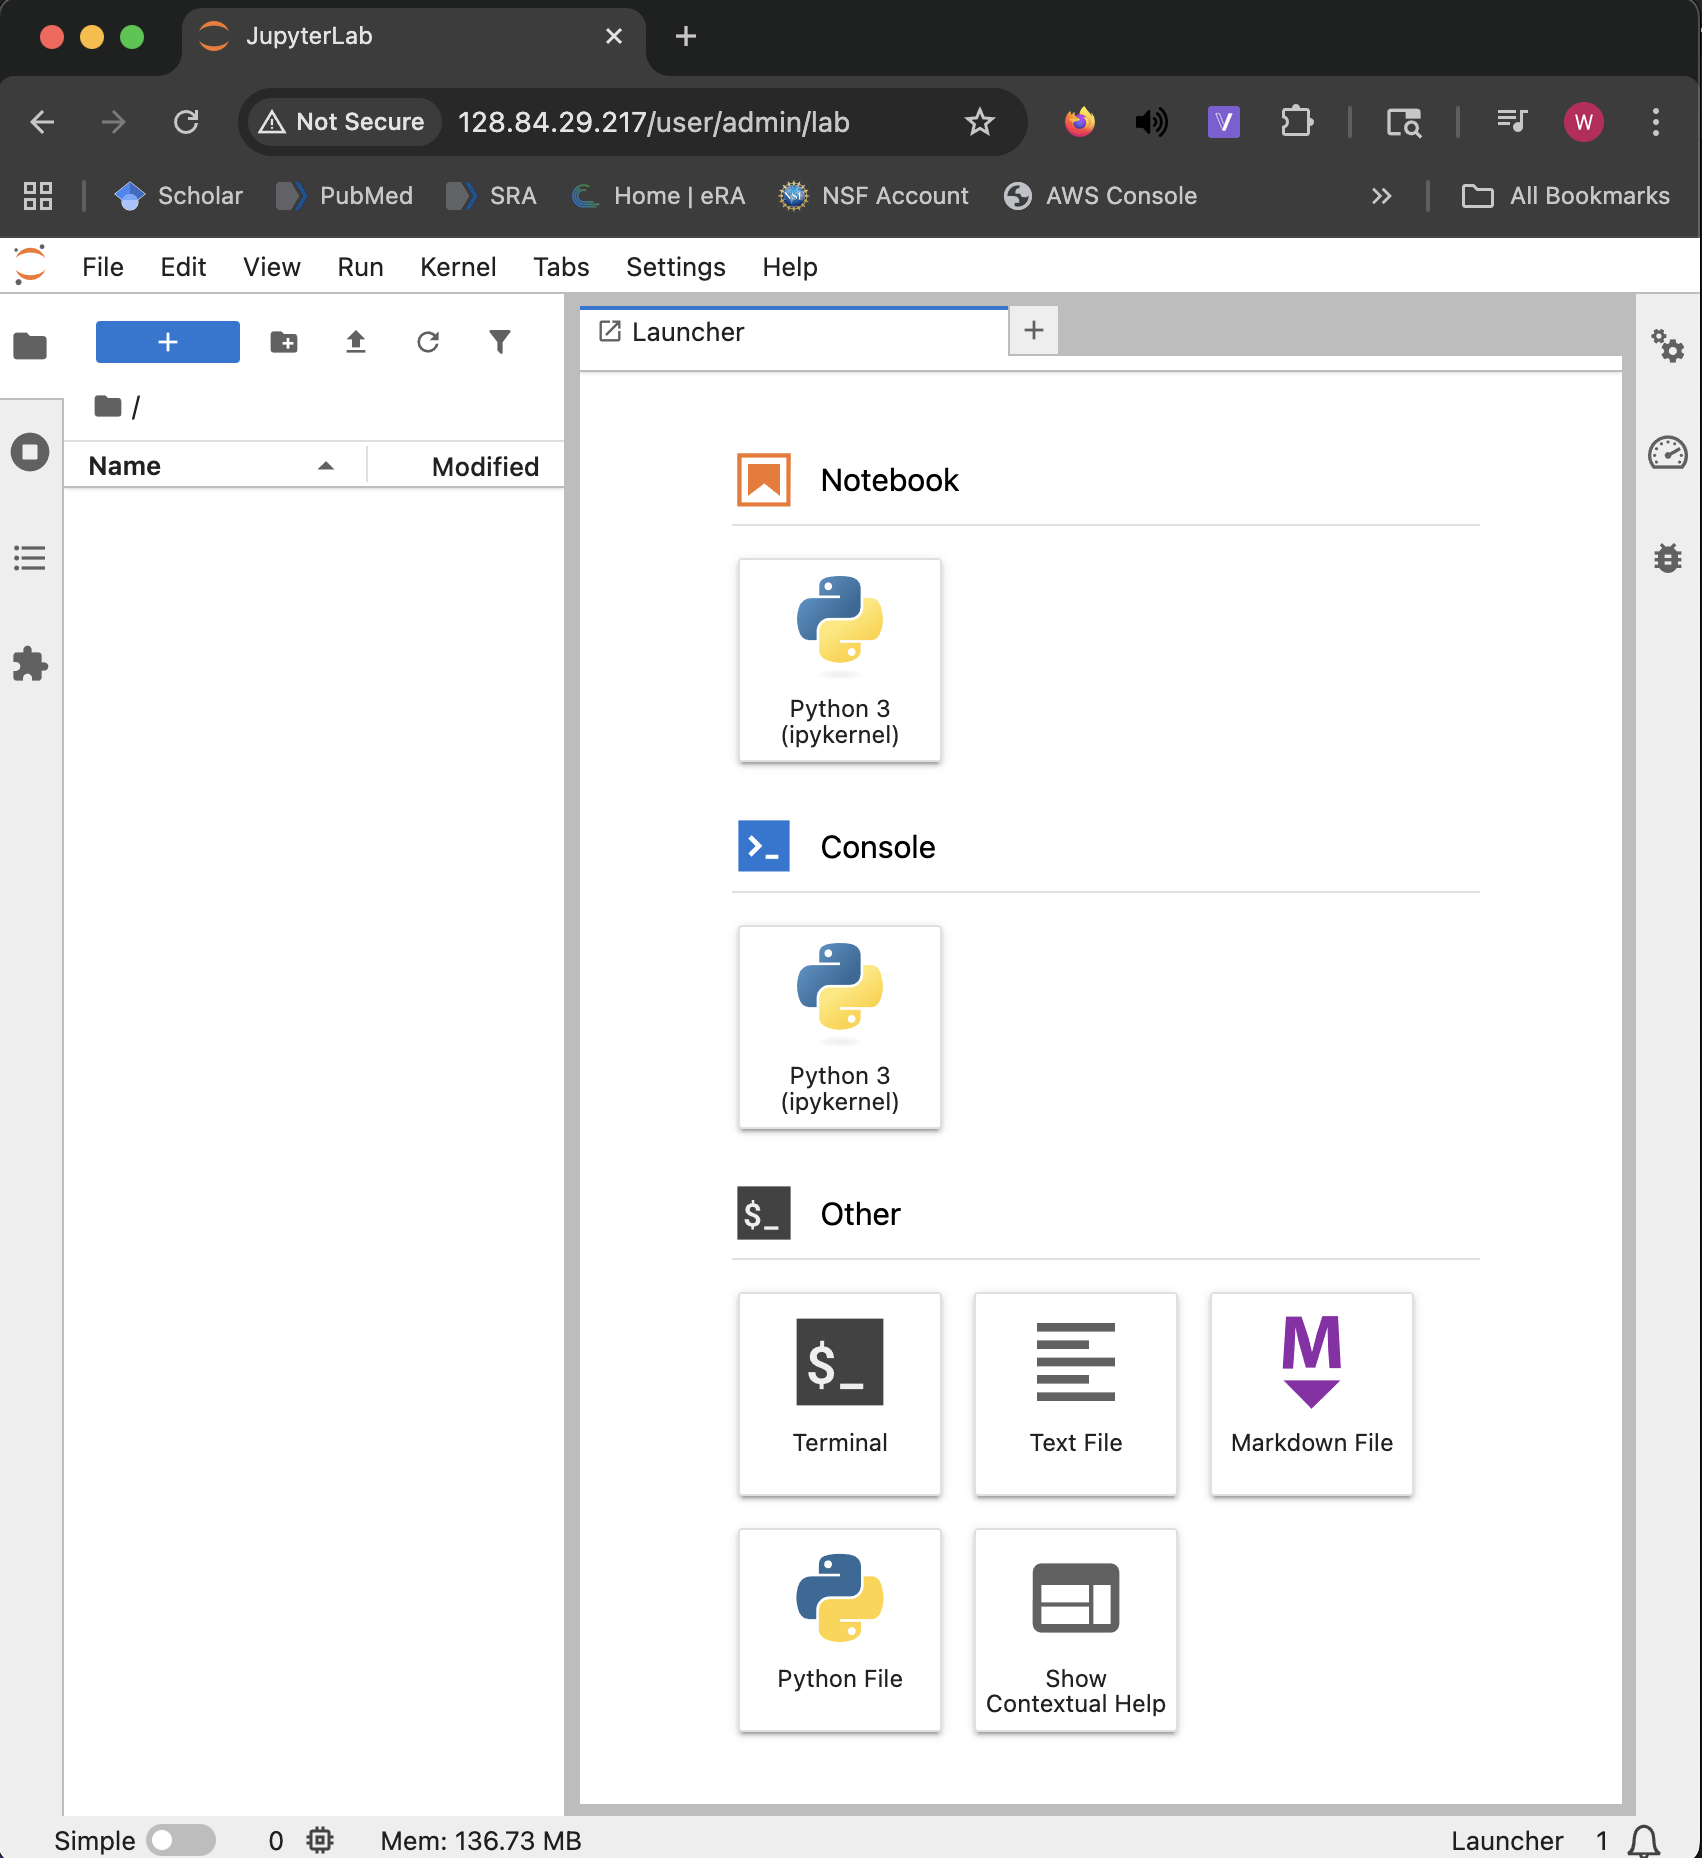 JupyterLab
Not Secure 128.84.29.217/user/admin/lab
V
W
Scholar PubMed SRA Home | eRA NSF Account AWS Console All Bookmarks
File Edit View Run Kernel Tabs Settings Help
Launcher
/
Name Modified
Notebook
Python 3
(ipykernel)
>_ Console
Python 3
(ipykernel)
$_ Other
$_
M
Terminal Text File Markdown File
Python File
Show
Contextual Help
Simple 0 Mem: 136.73 MB Launcher 1